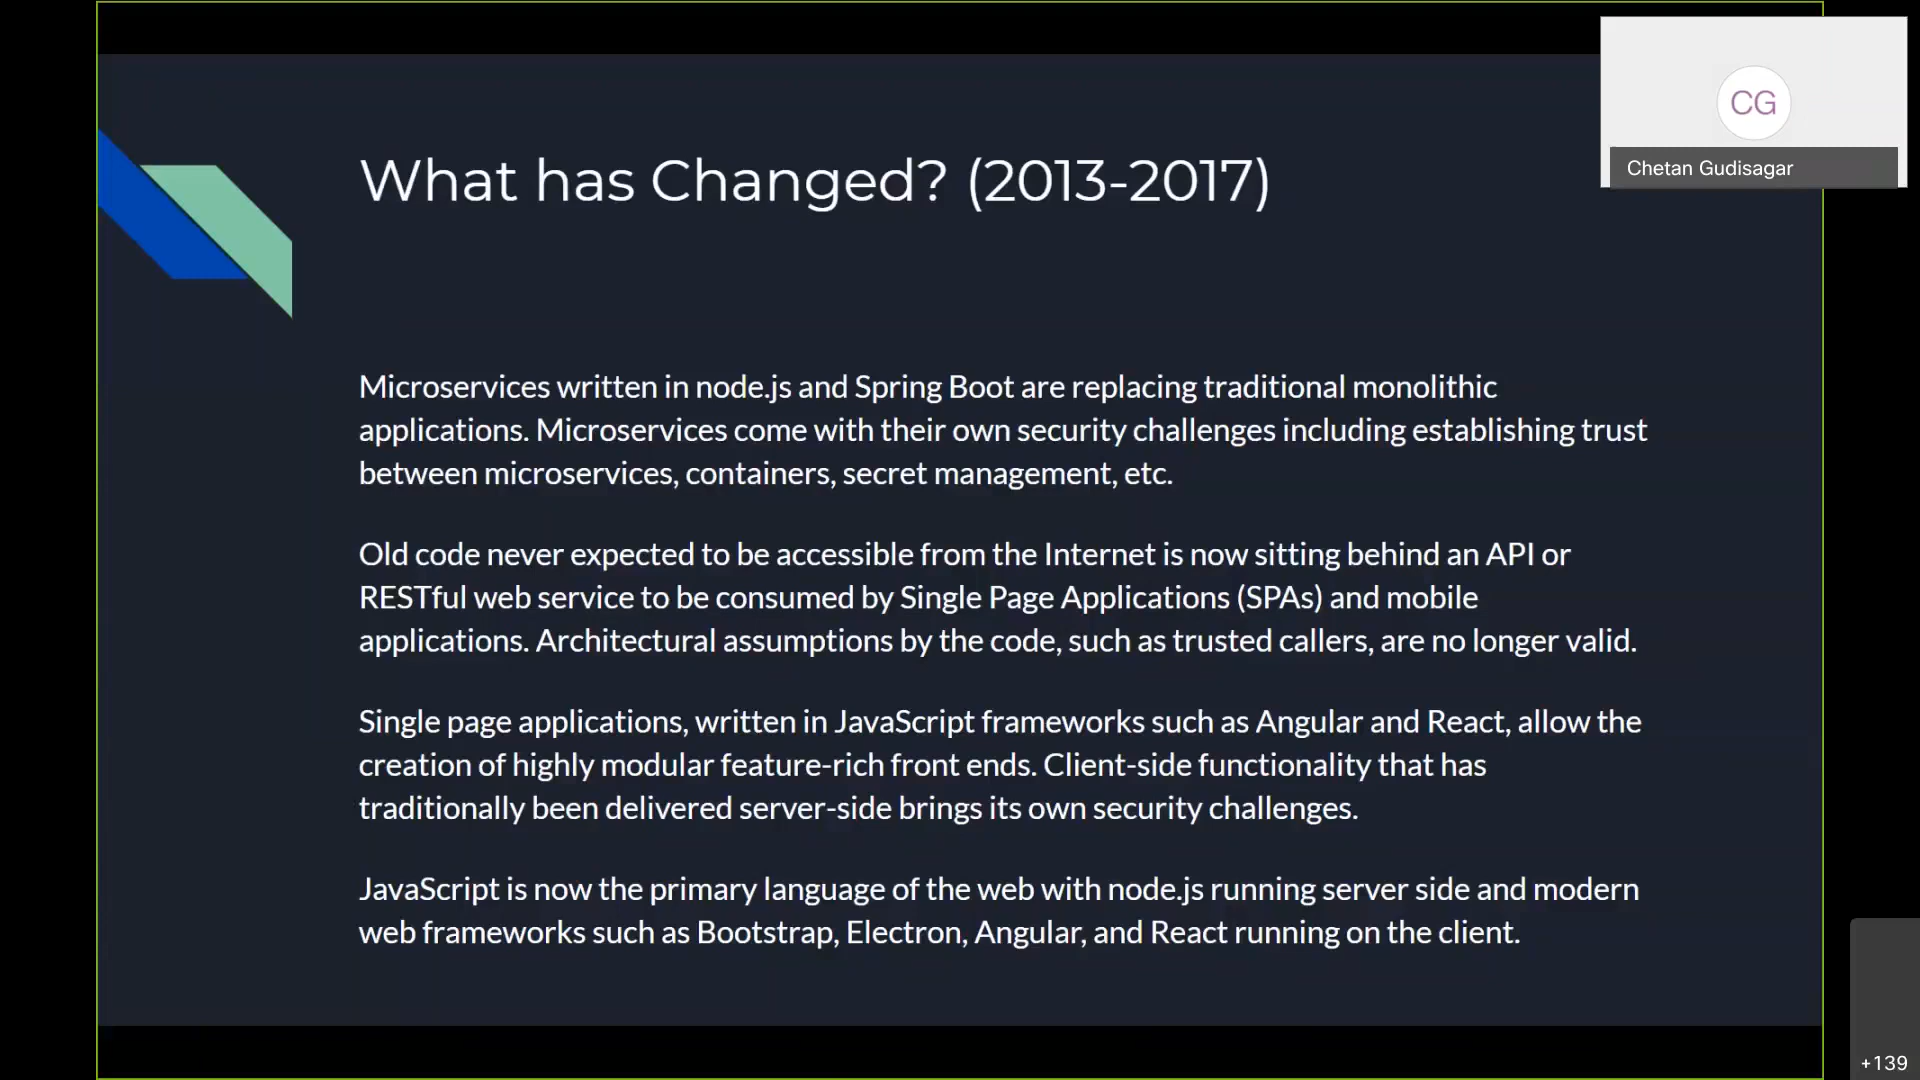 CG
Chetan Gudisagar
What has Changed? (2013-2017)
Microservices written in node.js and Spring Boot are replacing traditional monolithic
applications. Microservices come with their own security challenges including establishing trust
between microservices, containers, secret management, etc.
Old code never expected to be accessible from the Internet is now sitting behind an API or
RESTful web service to be consumed by Single Page Applications (SPAs) and mobile
applications. Architectural assumptions by the code, such as trusted callers, are no longer valid.
Single page applications, written in JavaScript frameworks such as Angular and React, allow the
creation of highly modular feature-rich front ends. Client-side functionality that has
traditionally been delivered server-side brings its own security challenges.
JavaScript is now the primary language of the web with node.js running server side and modern
web frameworks such as Bootstrap, Electron, Angular, and React running on the client.
+139